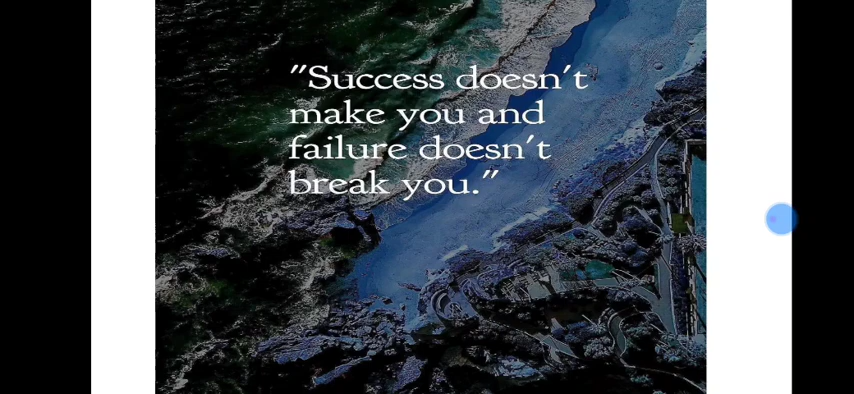 "Success doesn't
make you and
failure doesn't
break you."